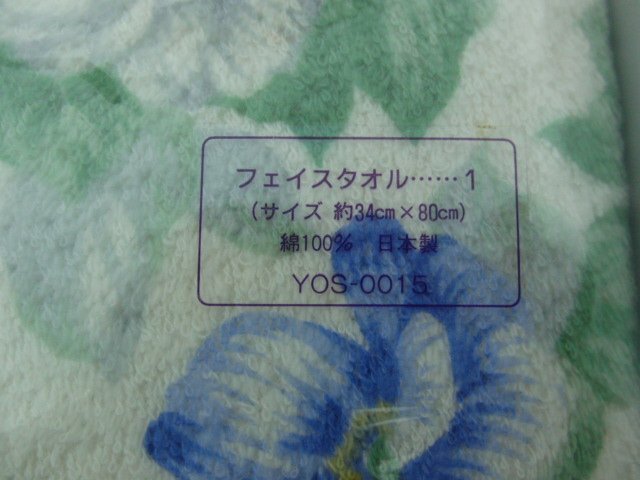 フェイスタオル……1
(サイズ 約34cm×80cm)
綿100% 日本製
YOS-0015